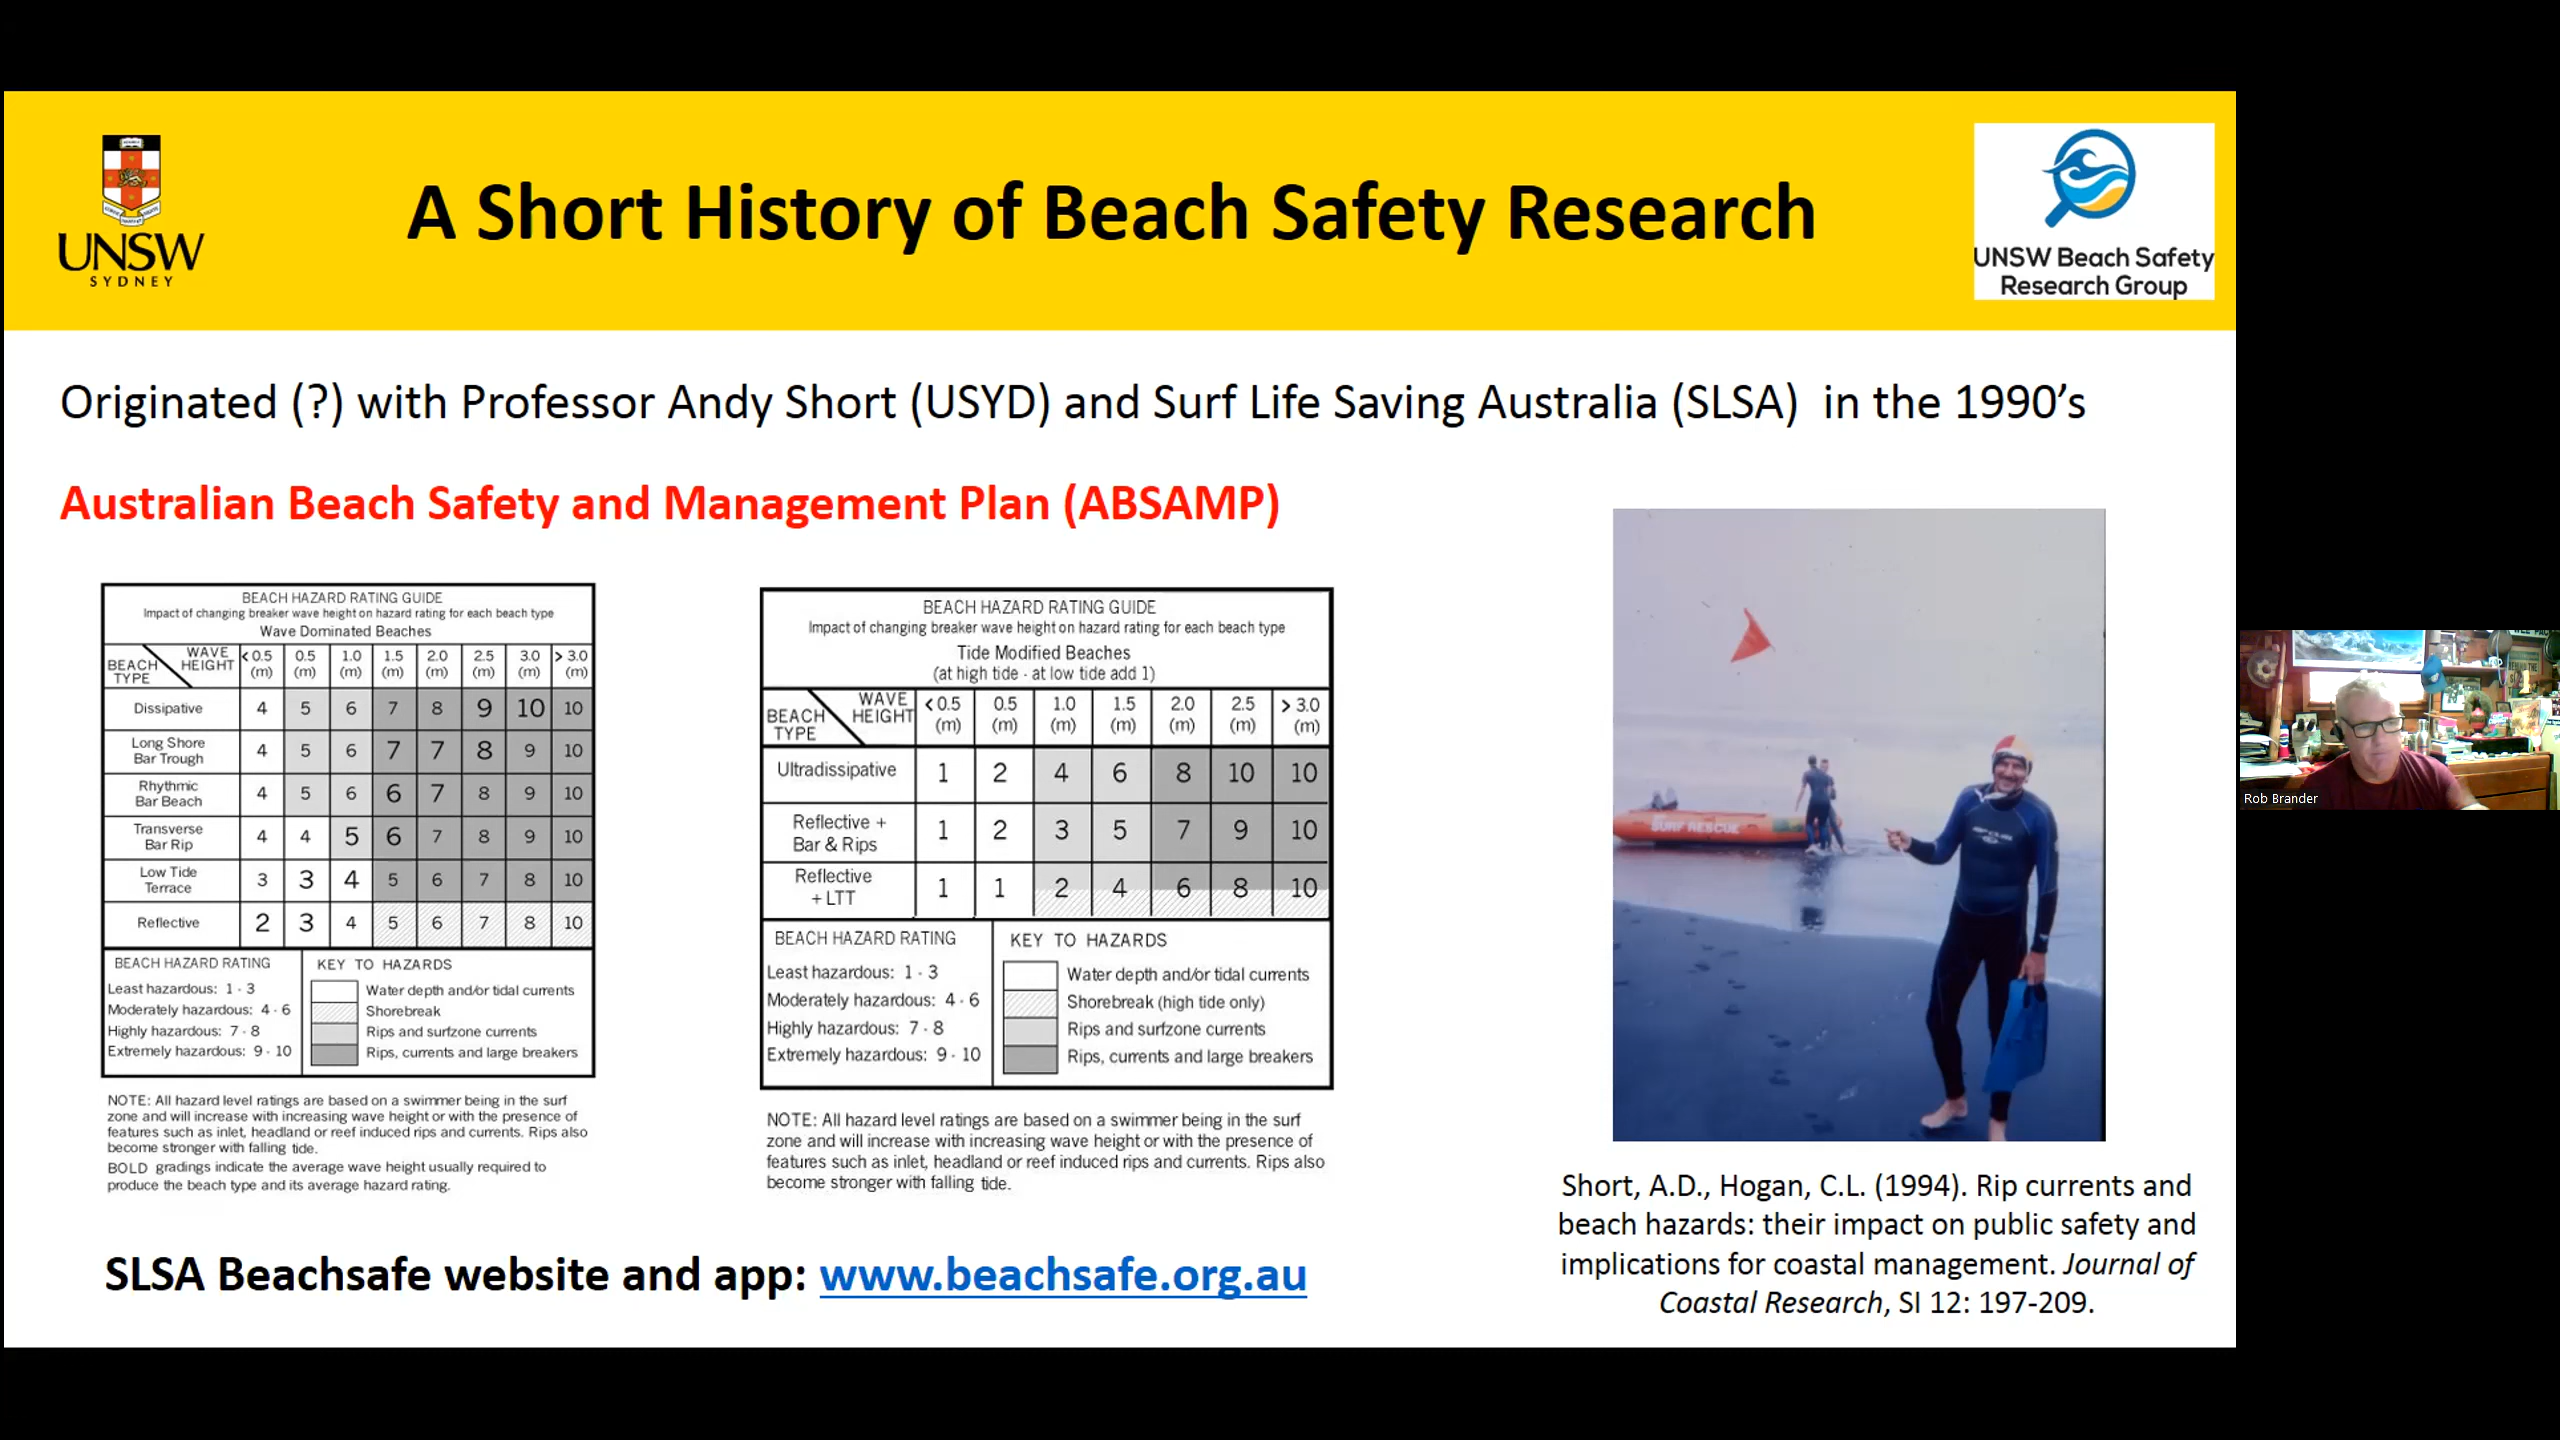 UNSW
SYDNEY
A Short History of Beach Safety Research
UNSW Beach Safety
Research Group
Originated (?) with Professor Andy Short (USYD) and Surf Life Saving Australia (SLSA) in the 1990’s
Australian Beach Safety and Management Plan (ABSAMP)
BEACH HAZARD RATING GUIDE
Impact of changing breaker wave height on hazard rating for each beach type
Wave Dominated Beaches
BEACH TYPE WAVE HEIGHT < 0.5 (m) 0.5 (m) 1.0 (m) 1.5 (m) 2.0 (m) 2.5 (m) 3.0 (m) > 3.0 (m)
Dissipative 4 5 6 7 8 9 10 10
Long Shore Bar Trough 4 5 6 7 7 8 9 10
Rhythmic Bar Beach 4 5 6 6 7 8 9 10
Transverse Bar Rip 4 4 5 6 7 8 9 10
Low Tide Terrace 3 3 4 5 6 7 8 10
Reflective 2 3 4 5 6 7 8 10
BEACH HAZARD RATING
Least hazardous: 1 - 3
Moderately hazardous: 4 - 6
Highly hazardous: 7 - 8
Extremely hazardous: 9 - 10
KEY TO HAZARDS
Water depth and/or tidal currents
Shorebreak
Rips and surfzone currents
Rips, currents and large breakers
NOTE: All hazard level ratings are based on a swimmer being in the surf
zone and will increase with increasing wave height or with the presence of
features such as inlet, headland or reef induced rips and currents. Rips also
become stronger with falling tide.
BOLD gradings indicate the average wave height usually required to
produce the beach type and its average hazard rating.
BEACH HAZARD RATING GUIDE
Impact of changing breaker wave height on hazard rating for each beach type
Tide Modified Beaches
(at high tide - at low tide add 1)
BEACH TYPE WAVE HEIGHT < 0.5 (m) 0.5 (m) 1.0 (m) 1.5 (m) 2.0 (m) 2.5 (m) > 3.0 (m)
Ultradissipative 1 2 4 6 8 10 10
Reflective + Bar & Rips 1 2 3 5 7 9 10
Reflective + LTT 1 1 2 4 6 8 10
BEACH HAZARD RATING
Least hazardous: 1 - 3
Moderately hazardous: 4 - 6
Highly hazardous: 7 - 8
Extremely hazardous: 9 - 10
KEY TO HAZARDS
Water depth and/or tidal currents
Shorebreak (high tide only)
Rips and surfzone currents
Rips, currents and large breakers
NOTE: All hazard level ratings are based on a swimmer being in the surf
zone and will increase with increasing wave height or with the presence of
features such as inlet, headland or reef induced rips and currents. Rips also
become stronger with falling tide.
SURF RESCUE
Short, A.D., Hogan, C.L. (1994). Rip currents and
beach hazards: their impact on public safety and
implications for coastal management. Journal of
Coastal Research, SI 12: 197-209.
SLSA Beachsafe website and app: www.beachsafe.org.au
Rob Brander